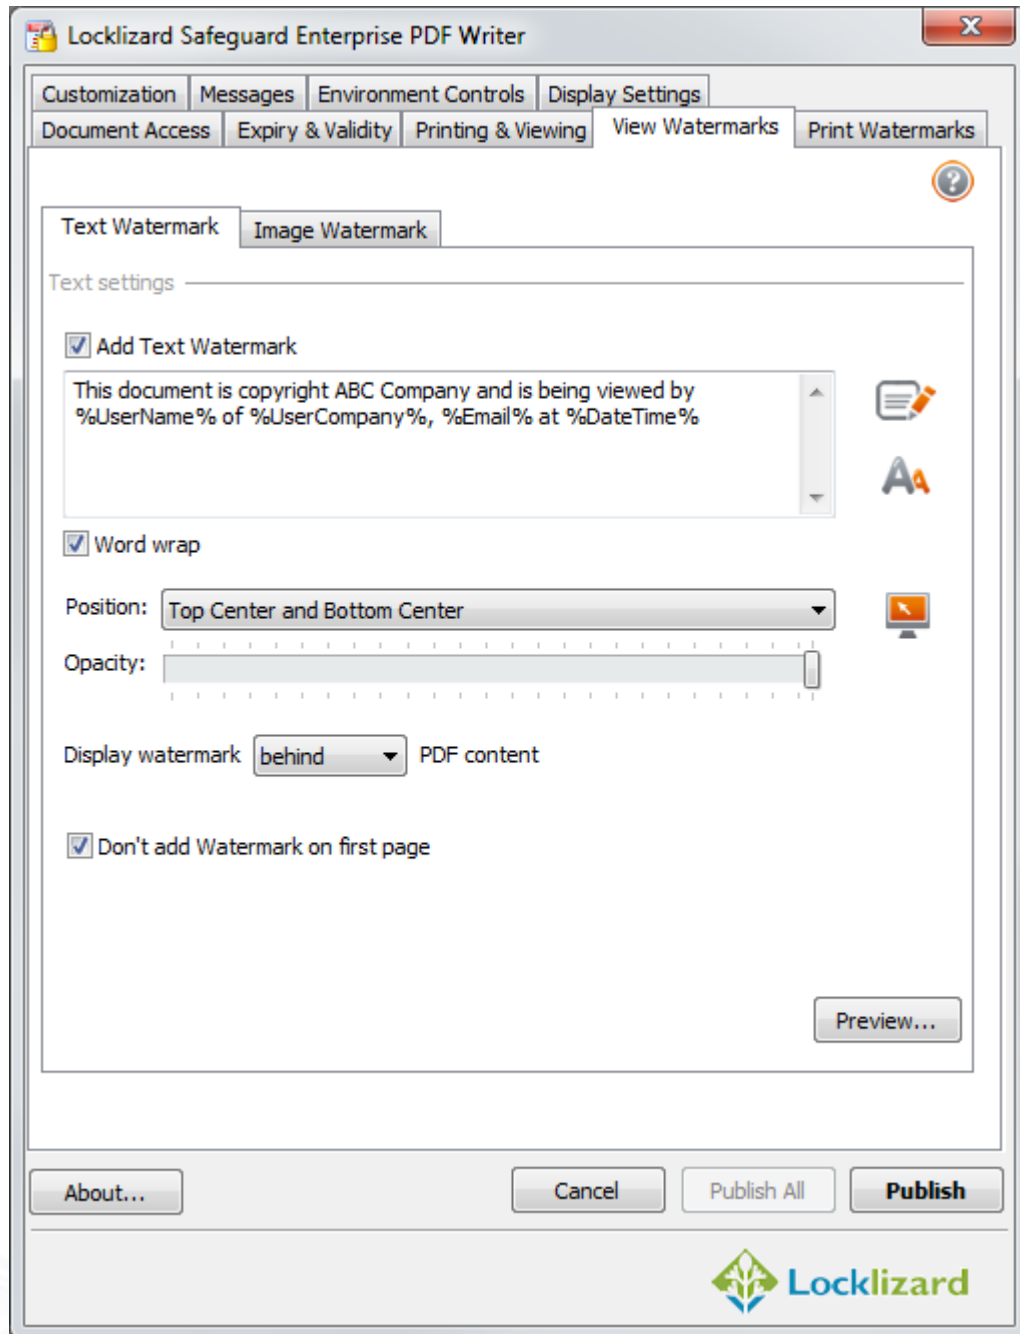 Locklizard Safeguard Enterprise PDF Writer
X
Customization Messages Environment Controls Display Settings
Document Access Expiry & Validity Printing & Viewing View Watermarks Print Watermarks
?
Text Watermark Image Watermark
Text settings
Add Text Watermark
This document is copyright ABC Company and is being viewed by
%UserName% of %UserCompany%, %Email% at %DateTime%
Aa
Word wrap
Position: Top Center and Bottom Center
Opacity:
Display watermark behind PDF content
Don't add Watermark on first page
Preview...
About... Cancel Publish All Publish
Locklizard